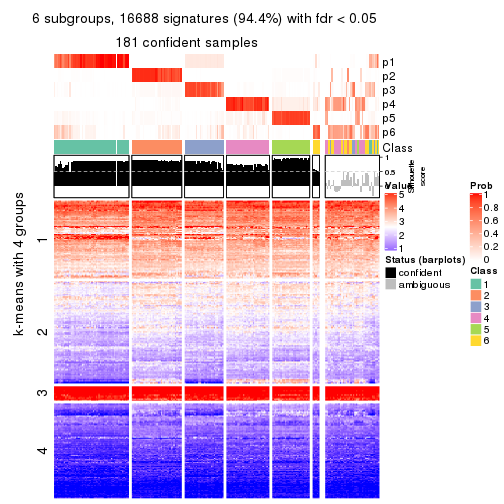 6 subgroups, 16688 signatures (94.4%) with fdr < 0.05
181 confident samples
p1
p2
p3
p4
p5
p6
Class
1
0.5
0
Silhouette
score
k-means with 4 groups
1
2
3
4
Value
5
4
3
2
1
Status (barplots)
confident
ambiguous
Prob
1
0.8
0.6
0.4
0.2
0
Class
1
2
3
4
5
6